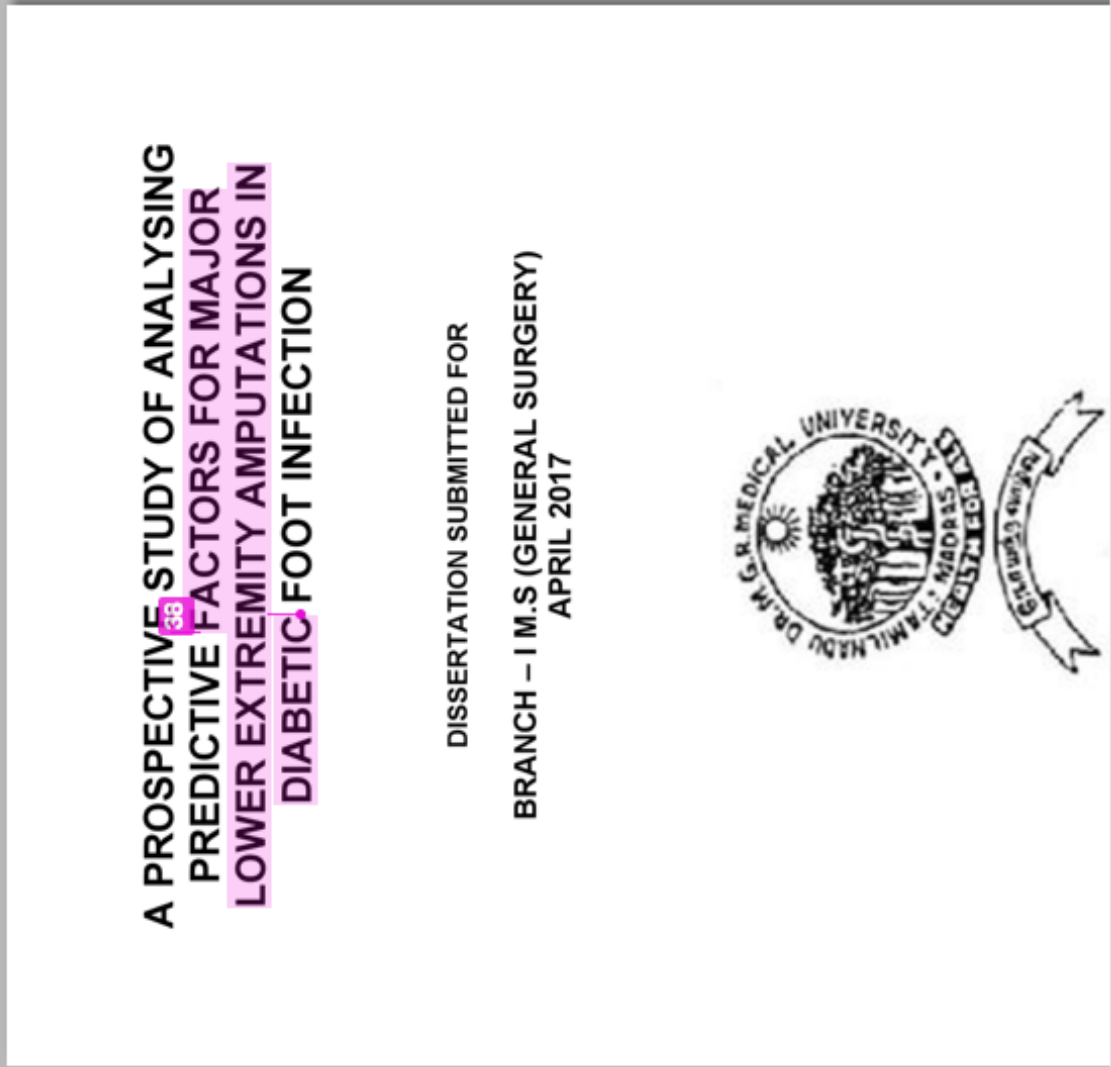 A PROSPECTIVE STUDY OF ANALYSING
38
PREDICTIVE FACTORS FOR MAJOR
LOWER EXTREMITY AMPUTATIONS IN
DIABETIC FOOT INFECTION
DISSERTATION SUBMITTED FOR
BRANCH – I M.S (GENERAL SURGERY)
APRIL 2017
DR. M.G.R. MEDICAL UNIVERSITY • MADRAS • TAMILNADU